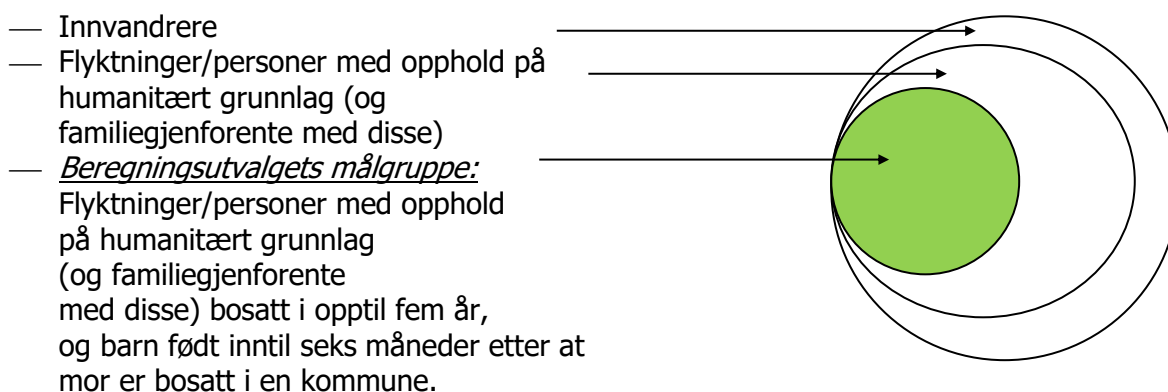 — Innvandrere
— Flyktninger/personer med opphold på
humanitært grunnlag (og
familiegjenforente med disse)
— Beregningsutvalgets målgruppe:
Flyktninger/personer med opphold
på humanitært grunnlag
(og familiegjenforente
med disse) bosatt i opptil fem år,
og barn født inntil seks måneder etter at
mor er bosatt i en kommune.